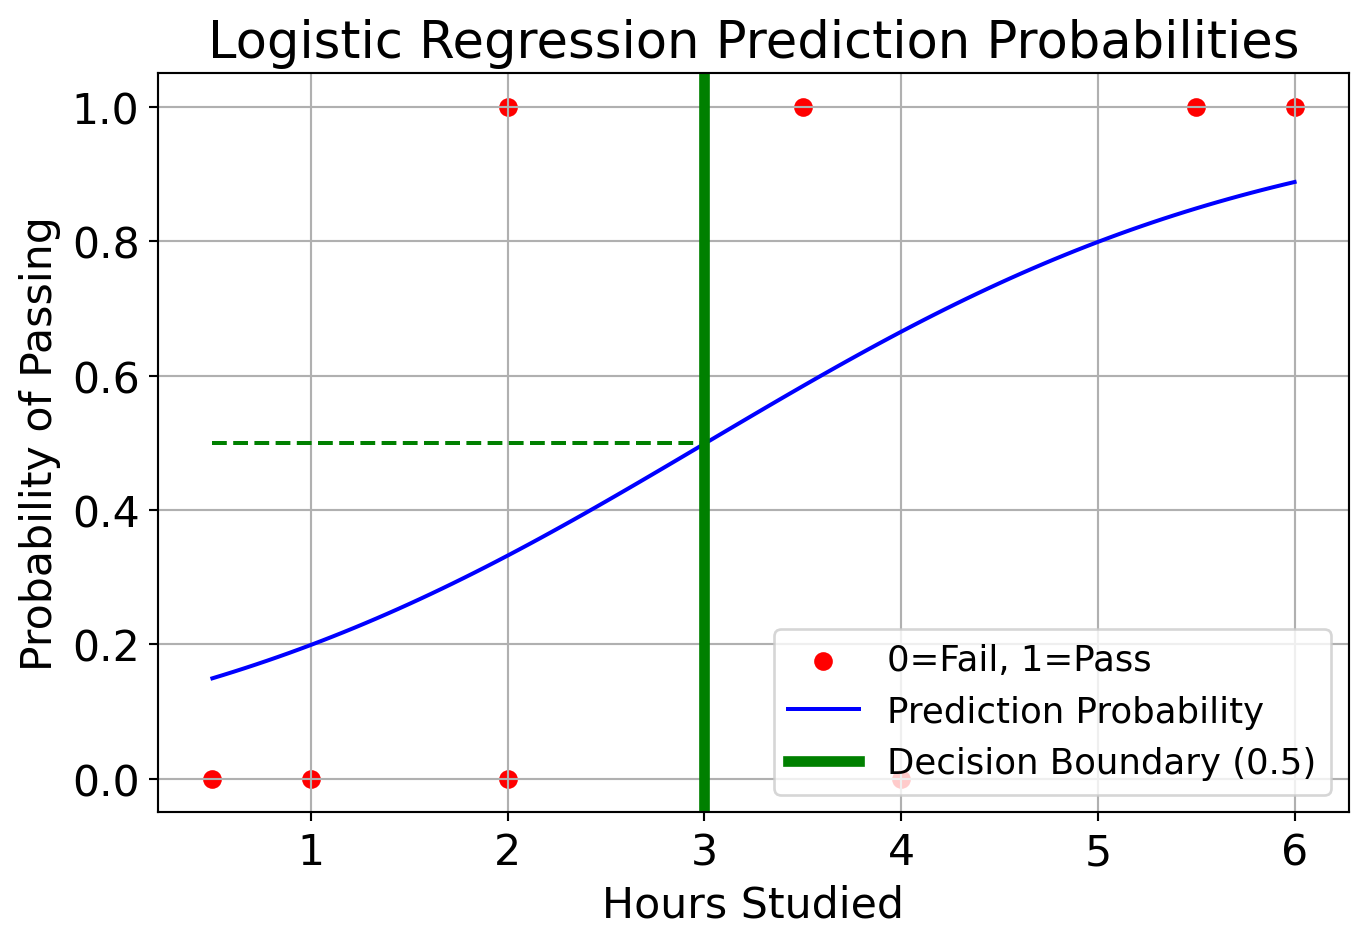 Logistic Regression Prediction Probabilities
Probability of Passing
1.0
0.8
0.6
0.4
0.2
0.0
0=Fail, 1=Pass
Prediction Probability
Decision Boundary (0.5)
1 2 3 4 5 6
Hours Studied